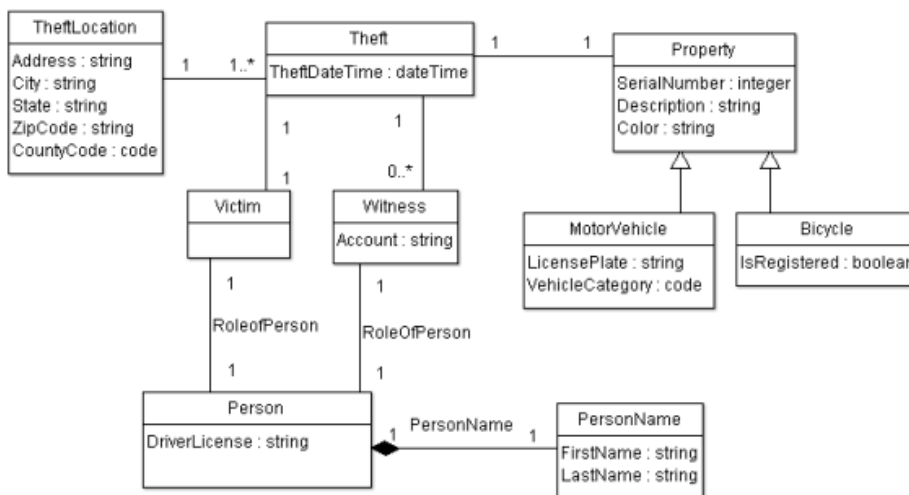 TheftLocation
Address : string
City : string
State : string
ZipCode : string
CountyCode : code
1
1..*
Theft
TheftDateTime : dateTime
1
1
Property
SerialNumber : integer
Description : string
Color : string
1
1
1
0..*
Victim
Witness
Account : string
MotorVehicle
LicensePlate : string
VehicleCategory : code
Bicycle
IsRegistered : boolean
1
RoleofPerson
1
1
RoleOfPerson
1
Person
DriverLicense : string
1
PersonName
1
PersonName
FirstName : string
LastName : string